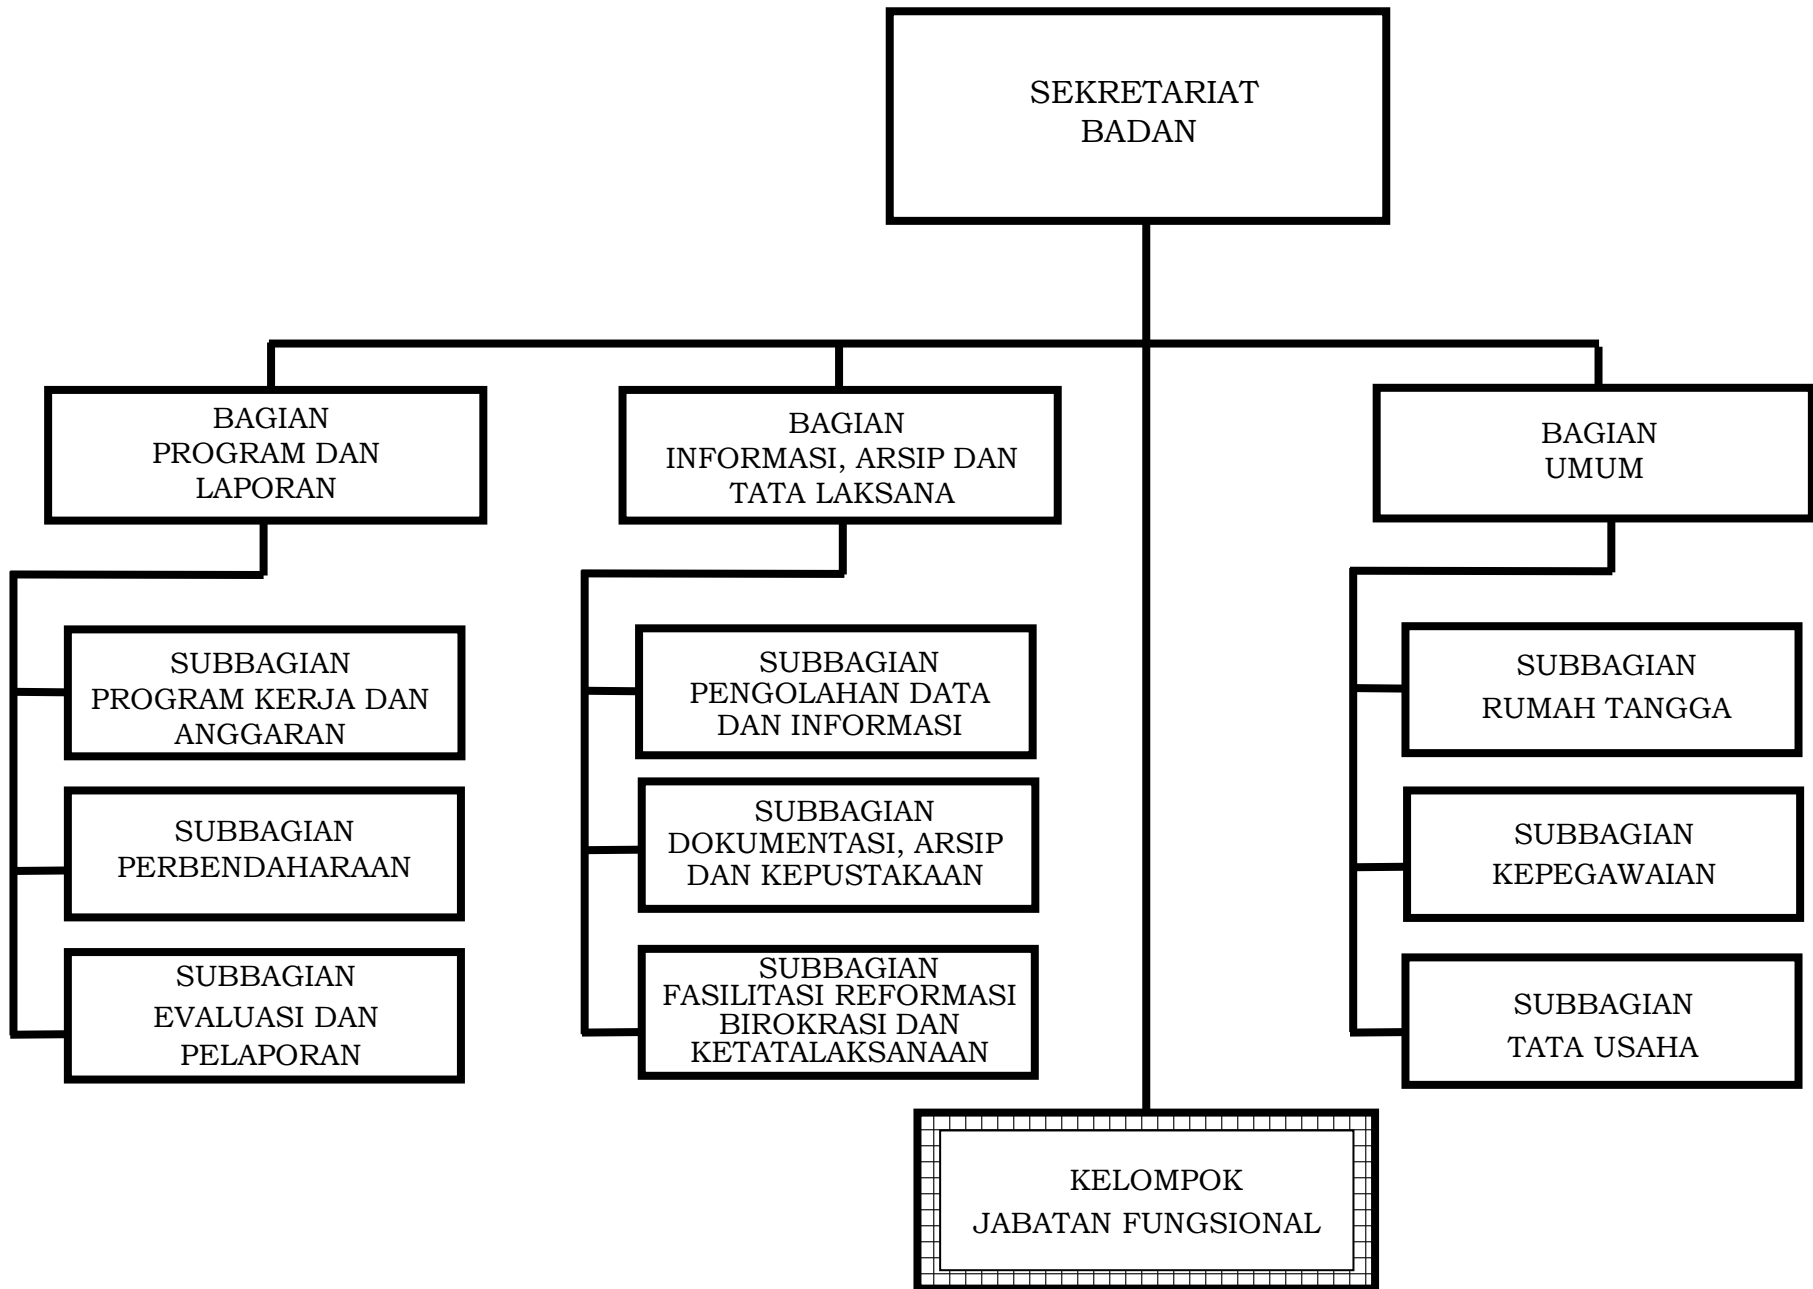 SEKRETARIAT
BADAN
BAGIAN
PROGRAM DAN
LAPORAN
BAGIAN
INFORMASI, ARSIP DAN
TATA LAKSANA
BAGIAN
UMUM
SUBBAGIAN
PROGRAM KERJA DAN
ANGGARAN
SUBBAGIAN
PERBENDAHARAAN
SUBBAGIAN
EVALUASI DAN
PELAPORAN
SUBBAGIAN
PENGOLAHAN DATA
DAN INFORMASI
SUBBAGIAN
DOKUMENTASI, ARSIP
DAN KEPUSTAKAAN
SUBBAGIAN
FASILITASI REFORMASI
BIROKRASI DAN
KETATALAKSANAAN
SUBBAGIAN
RUMAH TANGGA
SUBBAGIAN
KEPEGAWAIAN
SUBBAGIAN
TATA USAHA
KELOMPOK
JABATAN FUNGSIONAL